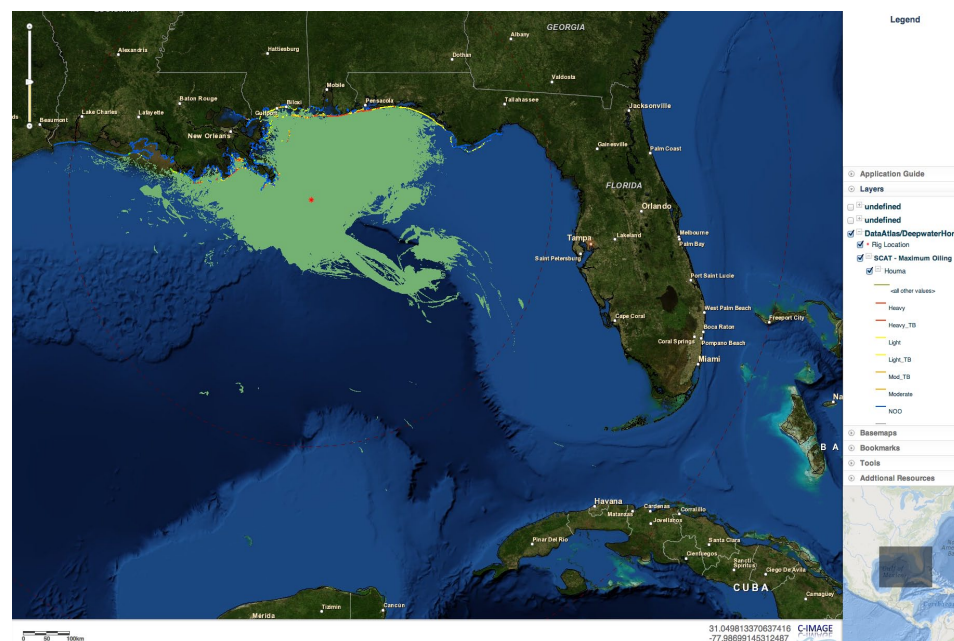 Legend
GEORGIA
Albany
Alexandria
Hattiesburg
Dothan
Valdosta
Mobile
Baton Rouge
Biloxi
Pensacola
Tallahassee
Jacksonville
Lake Charles
Lafayette
Gulfport
Beaumont
New Orleans
Gainesville
Palm Coast
FLORIDA
Orlando
Tampa
Lakeland
Melbourne
Palm Bay
Saint Petersburg
Port Saint Lucie
Cape Coral
West Palm Beach
Freeport City
Boca Raton
Coral Springs
Pompano Beach
Miami
Na
B A
Havana
Matanzas
Cardenas
Corralillo
Jovellanos
Pinar Del Rio
Santa Clara
Cienfuegos
Sancti
Spiritus
Ciego De Avila
CUBA
Camagüey
Cancún
Tizimin
Mérida
0 50 100km
31.049813370637416
-77.98699145312487
C-IMAGE
Application Guide
Layers
undefined
undefined
DataAtlas/DeepwaterHor
Rig Location
SCAT - Maximum Oiling
Houma
<all other values>
Heavy
Heavy_TB
Light
Light_TB
Mod_TB
Moderate
NOO
Basemaps
Bookmarks
Tools
Addtional Resources